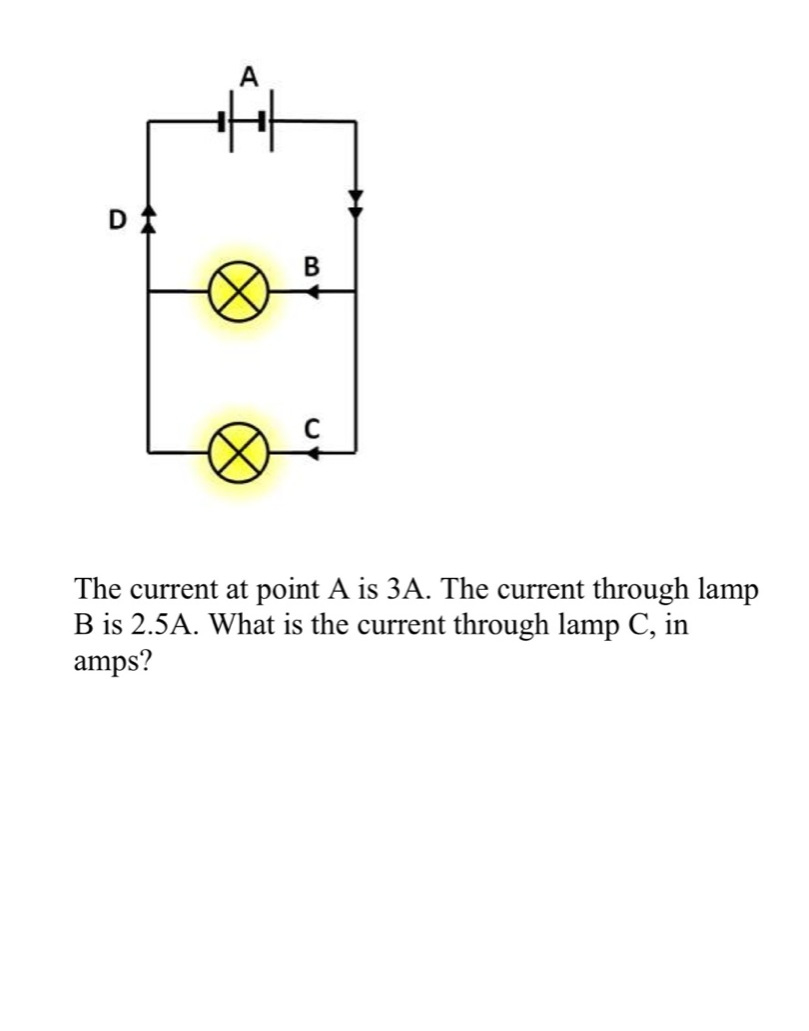 A
D
B
C
The current at point A is 3A. The current through lamp
B is 2.5A. What is the current through lamp C, in
amps?